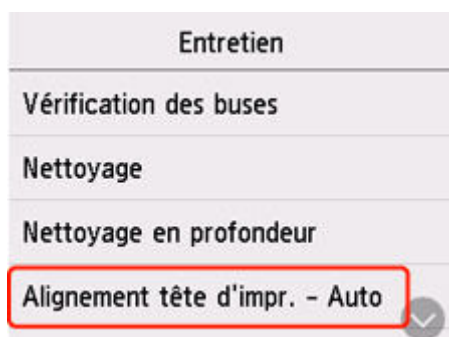 Entretien
Vérification des buses
Nettoyage
Nettoyage en profondeur
Alignement tête d'impr. - Auto